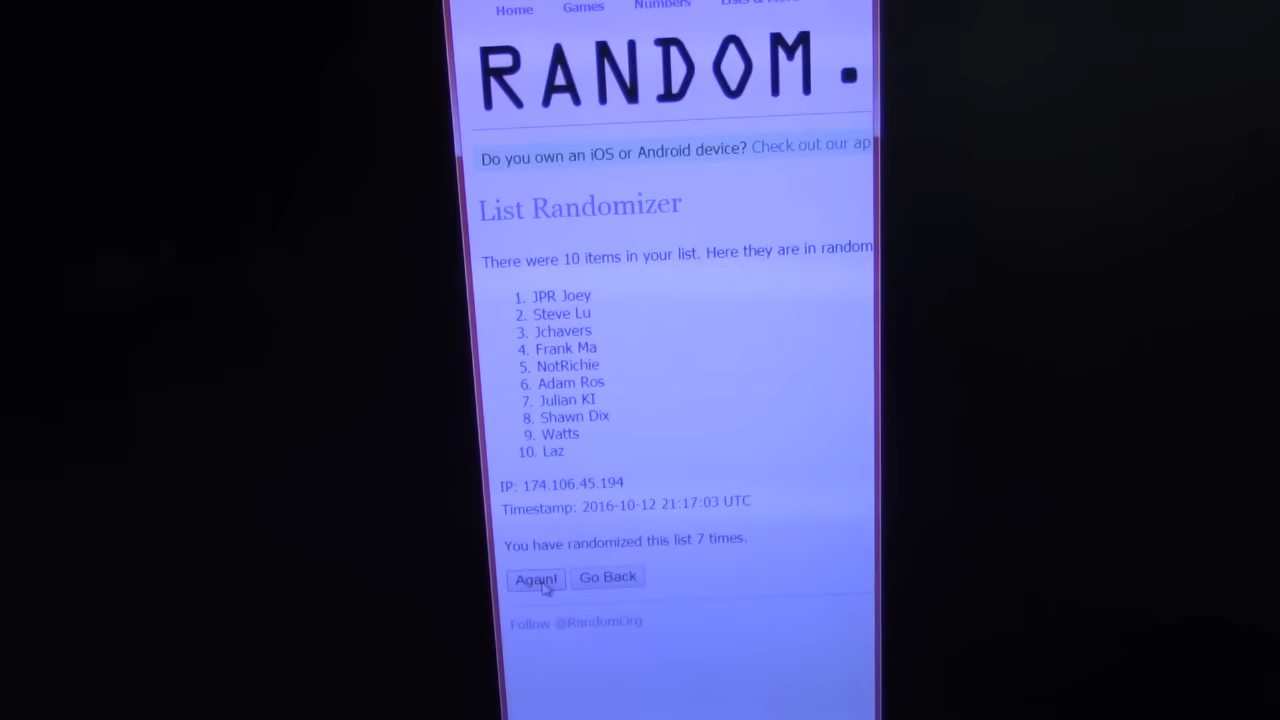 Home Games Numbers
RANDOM.
Do you own an iOS or Android device? Check out our ap
List Randomizer
There were 10 items in your list. Here they are in random
1. JPR Joey
2. Steve Lu
3. Jchavers
4. Frank Ma
5. NotRichie
6. Adam Ros
7. Julian KI
8. Shawn Dix
9. Watts
10. Laz
IP: 174.106.45.194
Timestamp: 2016-10-12 21:17:03 UTC
You have randomized this list 7 times.
Again! Go Back
Follow @RandomOrg